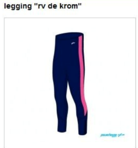 legging "rv de krom"